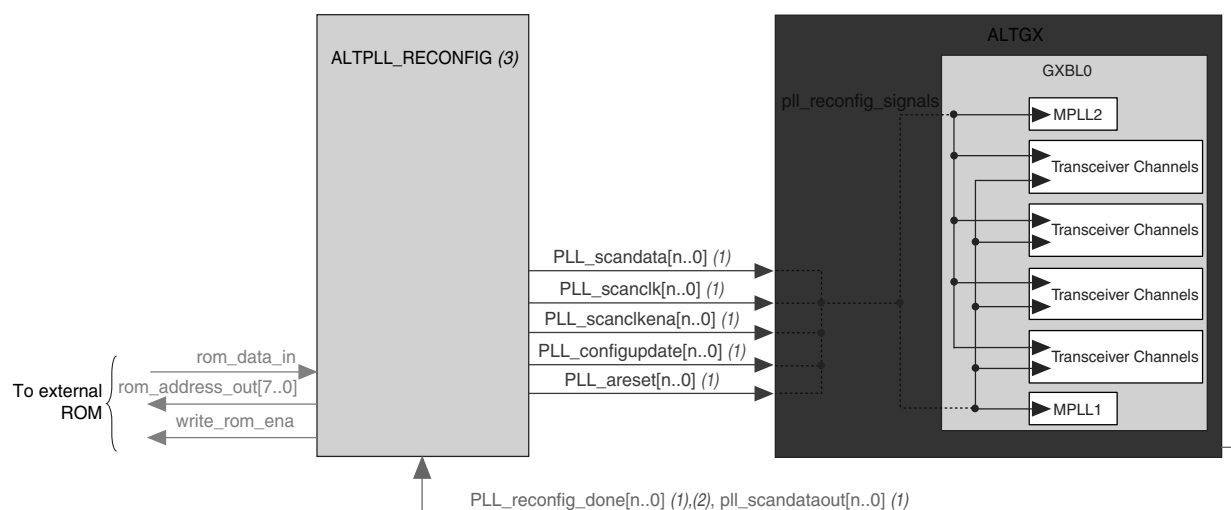 ALTPLL_RECONFIG (3)
ALTGX
GXBL0
pll_reconfig_signals
MPLL2
Transceiver Channels
Transceiver Channels
Transceiver Channels
Transceiver Channels
MPLL1
PLL_scandata[n..0] (1)
PLL_scanclk[n..0] (1)
PLL_scanclkena[n..0] (1)
PLL_configupdate[n..0] (1)
PLL_areset[n..0] (1)
To external
ROM
rom_data_in
rom_address_out[7..0]
write_rom_ena
PLL_reconfig_done[n..0] (1),(2), pll_scandataout[n..0] (1)